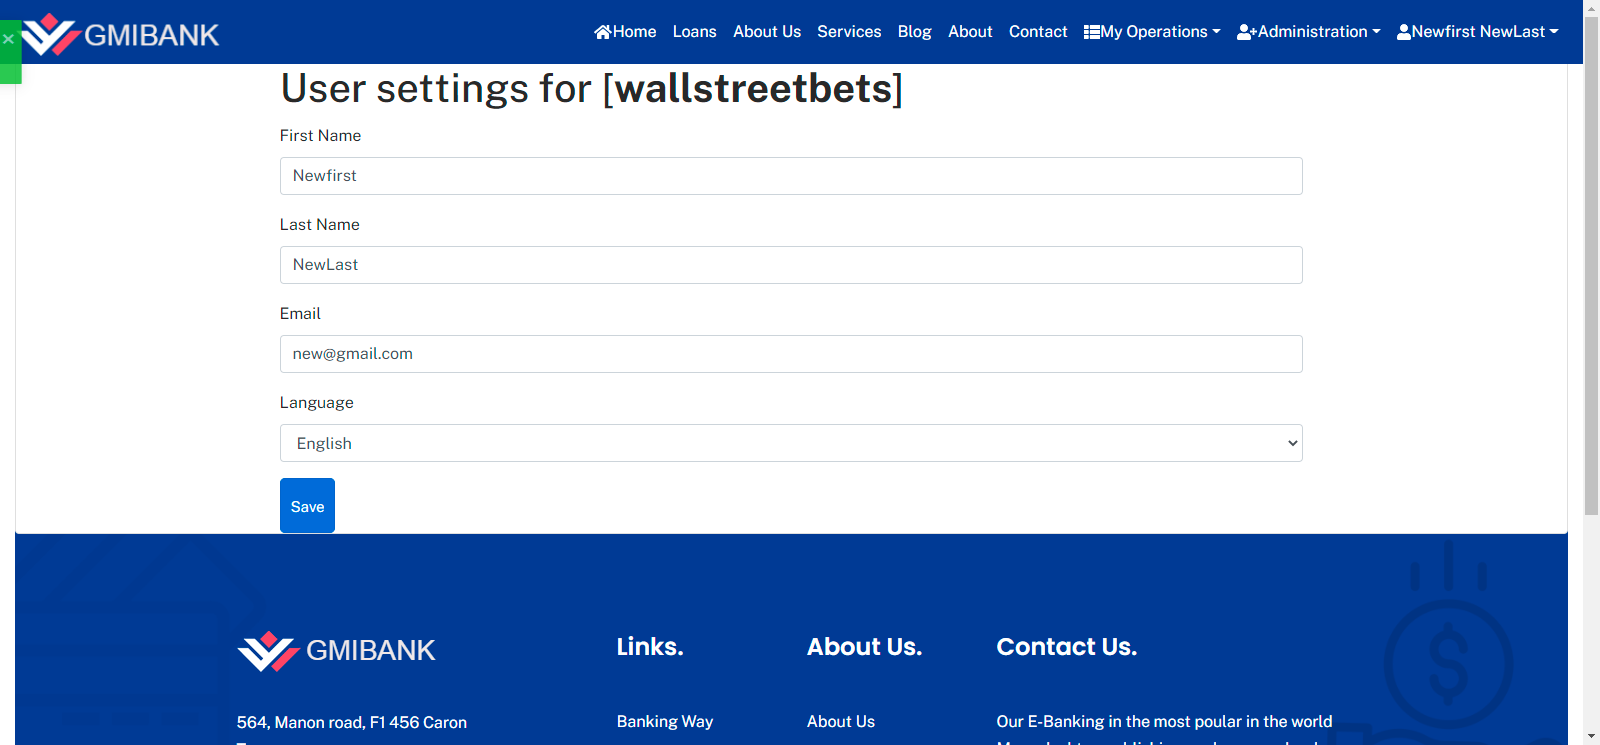 GMIBANK
Home Loans About Us Services Blog About Contact My Operations Administration Newfirst NewLast
User settings for [wallstreetbets]
First Name
Newfirst
Last Name
NewLast
Email
new@gmail.com
Language
English
Save
GMIBANK
Links.
About Us.
Contact Us.
564, Manon road, F1 456 Caron
Banking Way
About Us
Our E-Banking in the most poular in the world